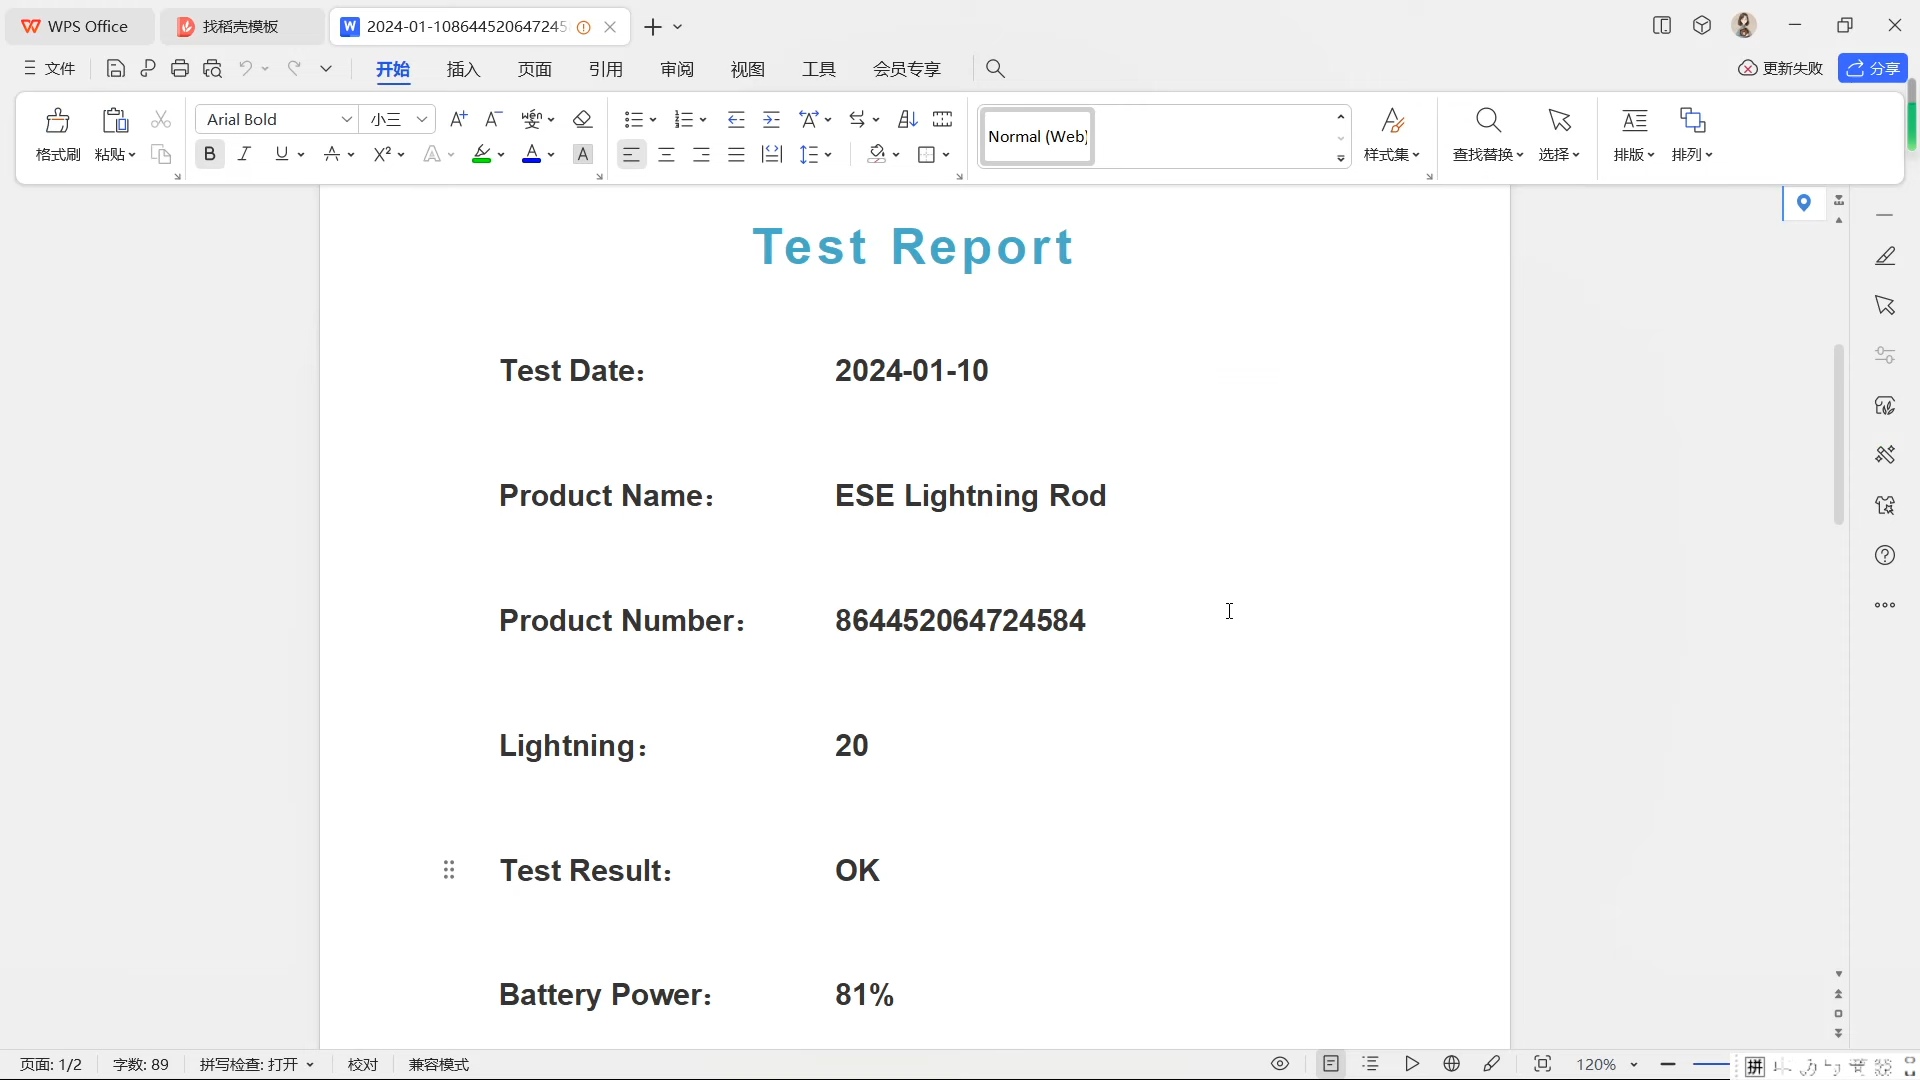 WPS Office
找稻壳模板
2024-01-108644520647245
文件
开始
插入
页面
引用
审阅
视图
工具
会员专享
更新失败
分享
格式刷
粘贴
Arial Bold
小三
Normal (Web)
样式集
查找替换
选择
排版
排列
Test Report
Test Date：
2024-01-10
Product Name：
ESE Lightning Rod
Product Number：
864452064724584
Lightning：
20
Test Result：
OK
Battery Power：
81%
页面: 1/2
字数: 89
拼写检查: 打开
校对
兼容模式
120%
拼